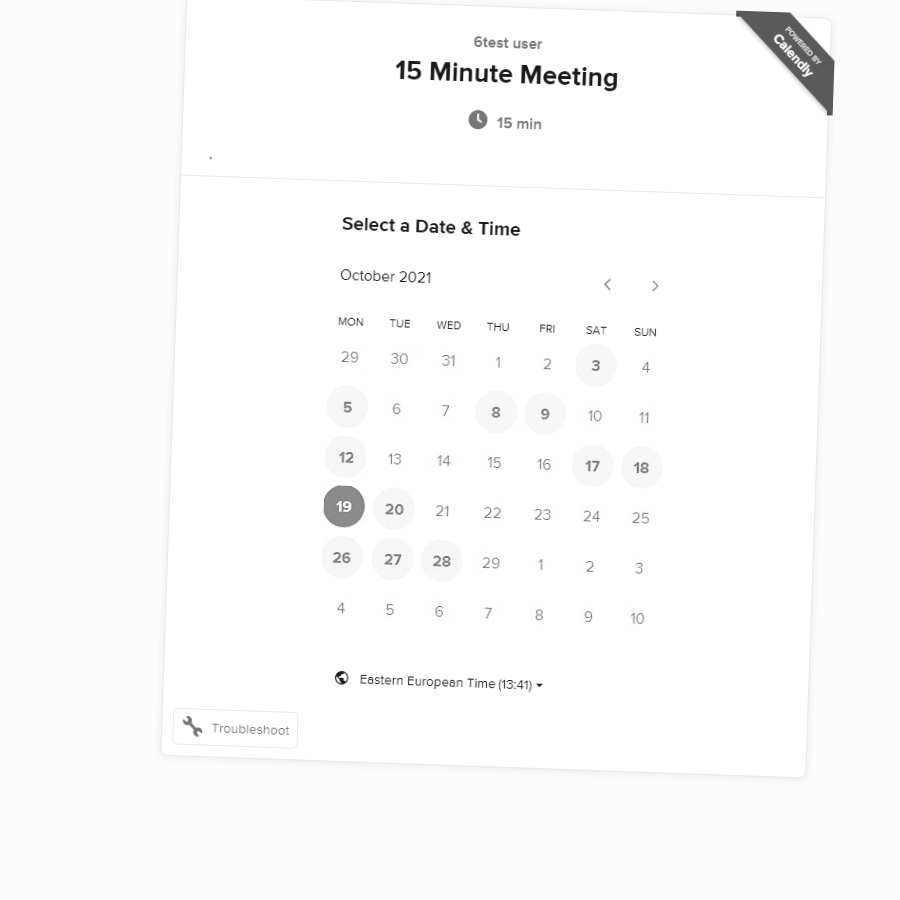 6test user
15 Minute Meeting
15 min
POWERED BY
Calendly
.
Select a Date & Time
October 2021
MON TUE WED THU FRI SAT SUN
29 30 31 1 2 3 4
5 6 7 8 9 10 11
12 13 14 15 16 17 18
19 20 21 22 23 24 25
26 27 28 29 1 2 3
4 5 6 7 8 9 10
Eastern European Time (13:41)
Troubleshoot